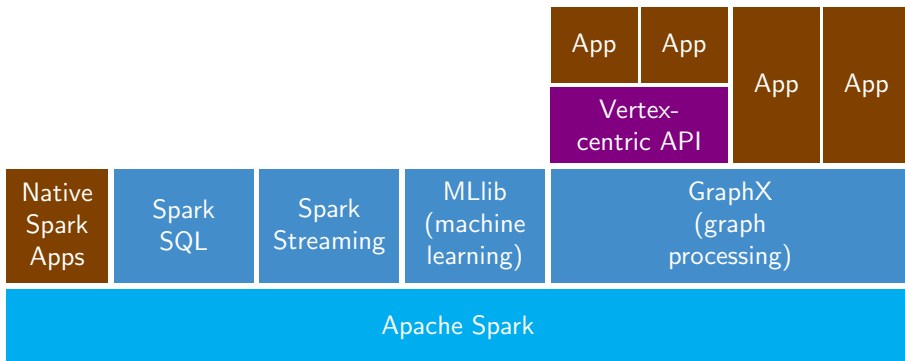 App
App
App
App
Vertex-
centric API
Native
Spark
Apps
Spark
SQL
Spark
Streaming
MLlib
(machine
learning)
GraphX
(graph
processing)
Apache Spark